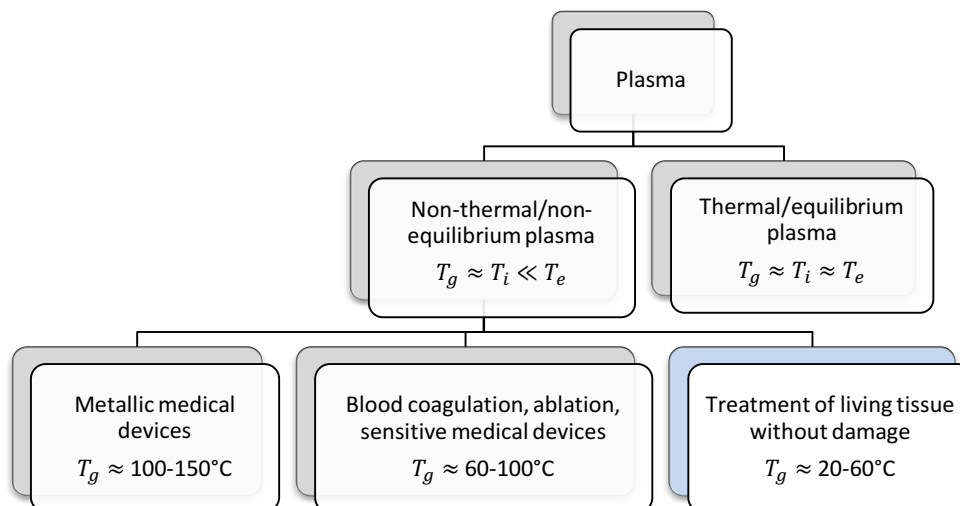 Plasma
Non-thermal/non-
equilibrium plasma
T_g ≈ T_i ≪ T_e
Thermal/equilibrium
plasma
T_g ≈ T_i ≈ T_e
Metallic medical
devices
T_g ≈ 100-150°C
Blood coagulation, ablation,
sensitive medical devices
T_g ≈ 60-100°C
Treatment of living tissue
without damage
T_g ≈ 20-60°C